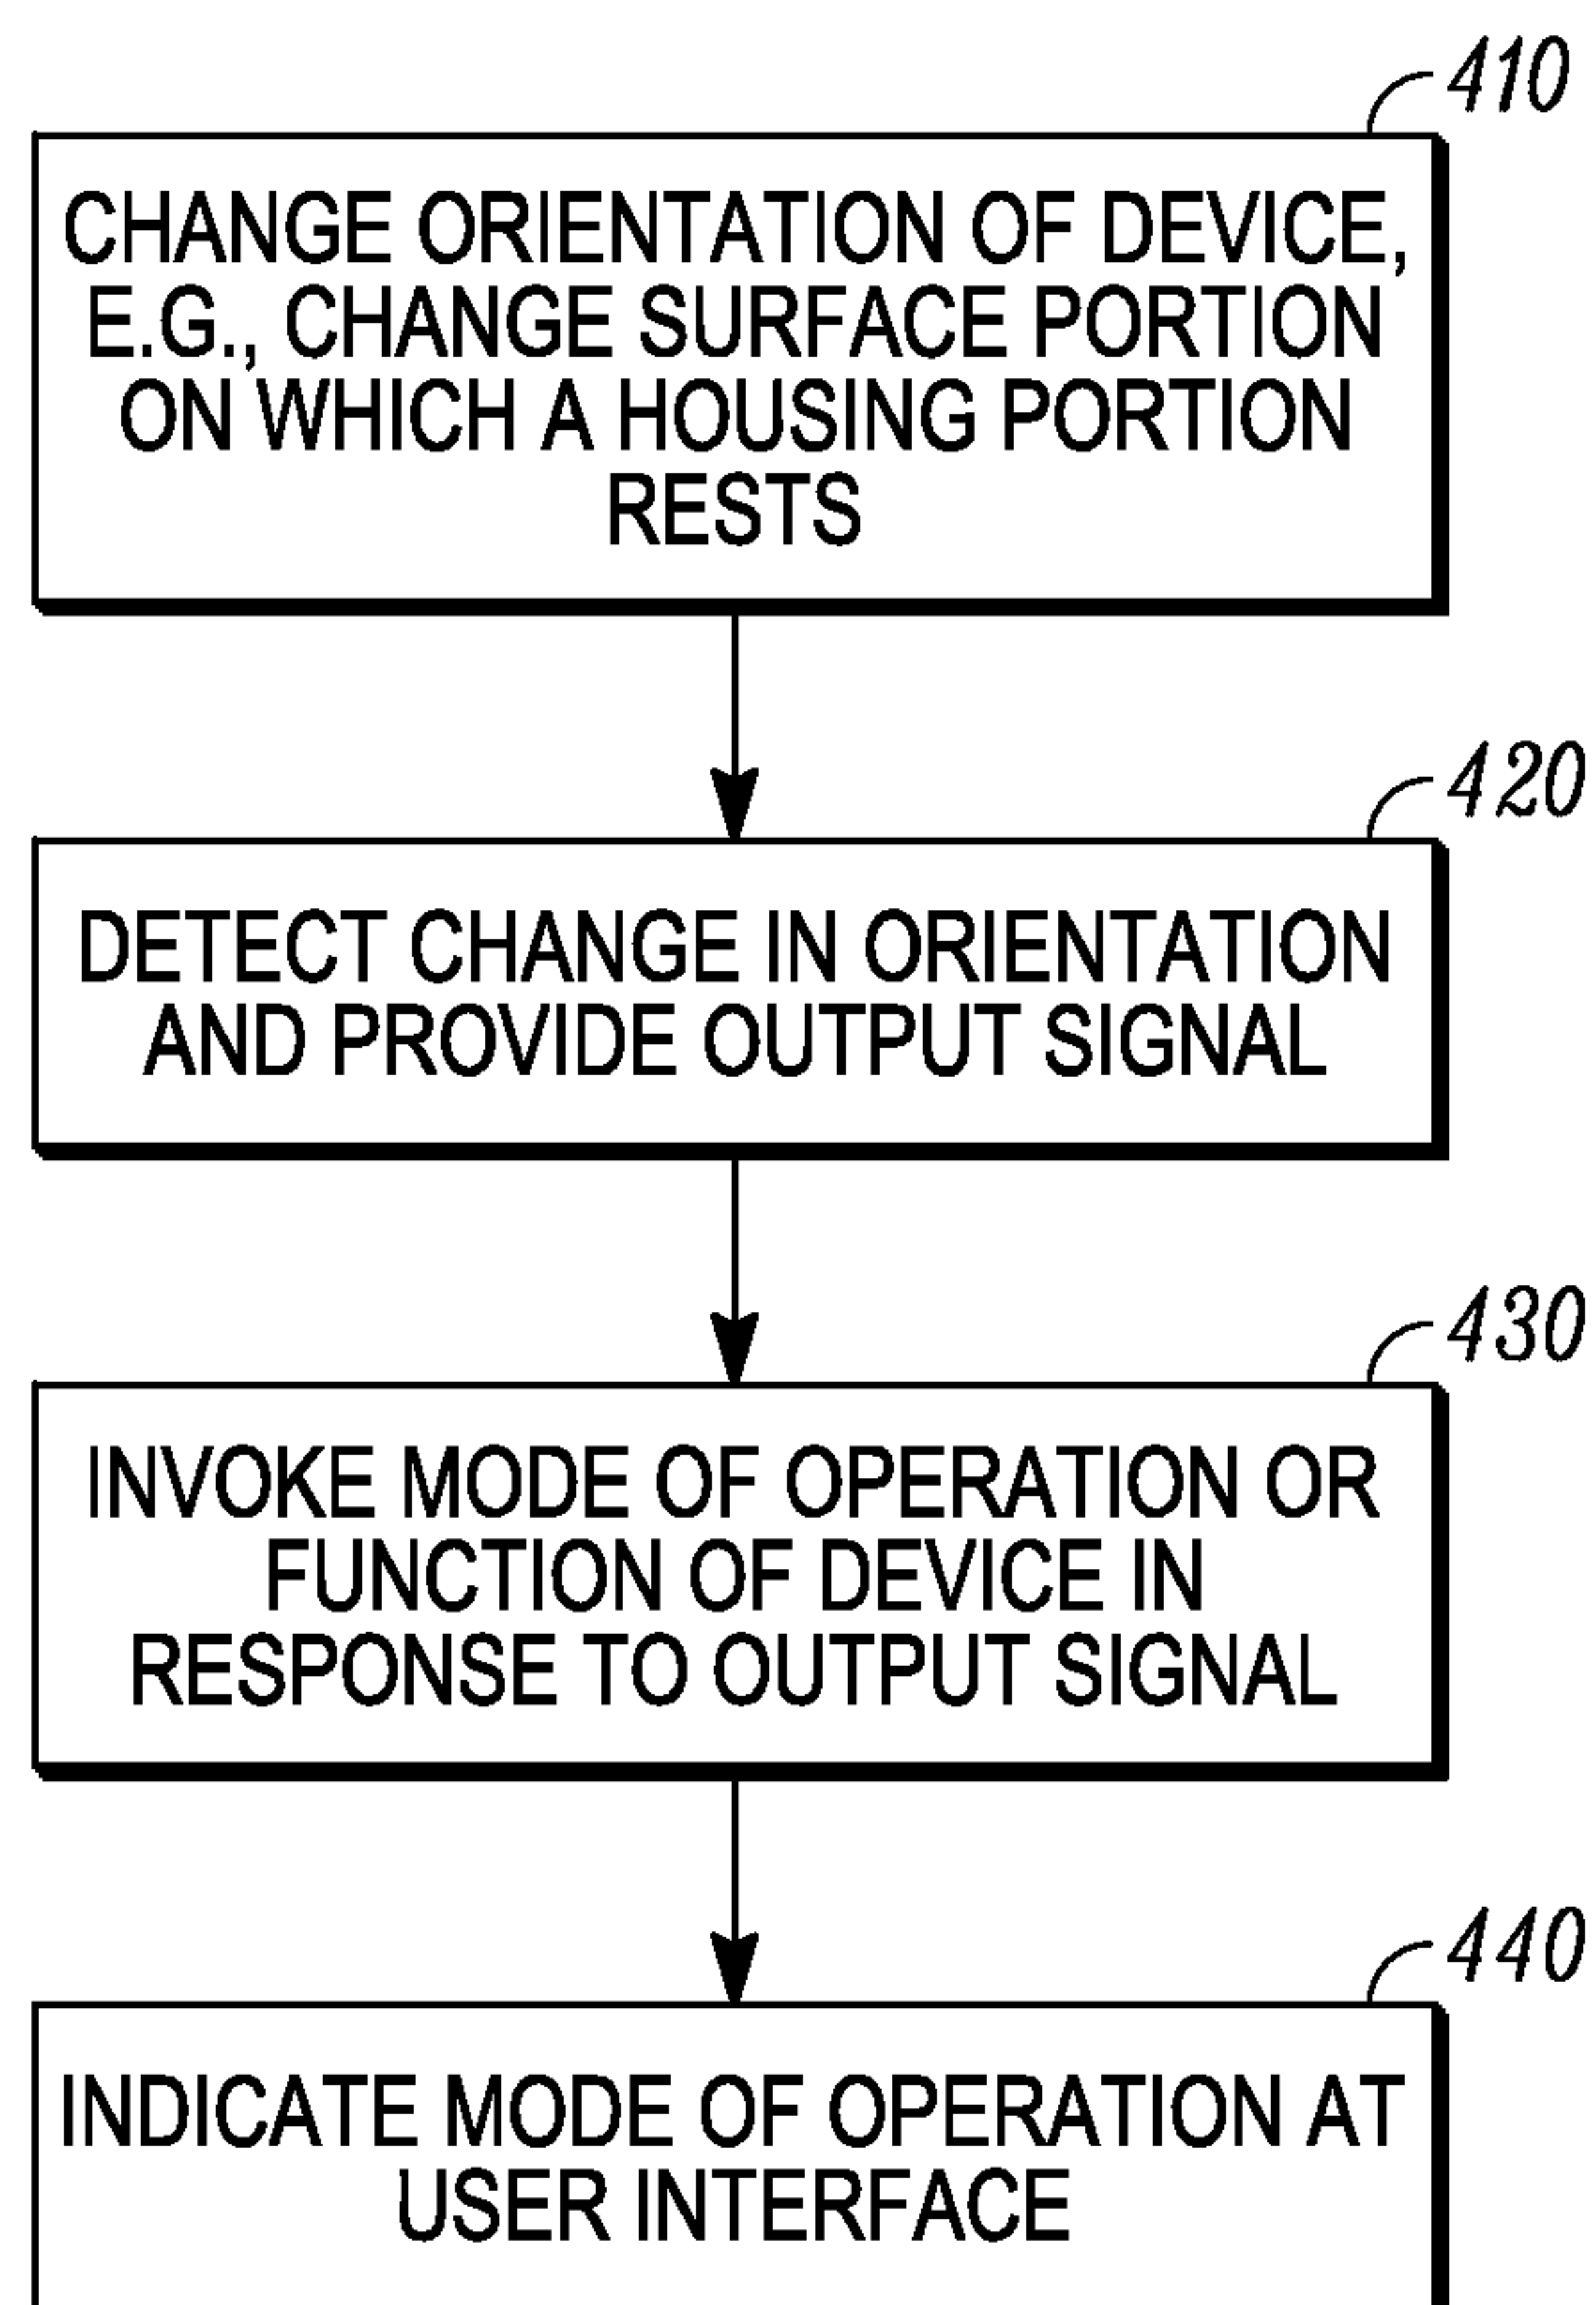 410
CHANGE ORIENTATION OF DEVICE,
E.G., CHANGE SURFACE PORTION
ON WHICH A HOUSING PORTION
RESTS
420
DETECT CHANGE IN ORIENTATION
AND PROVIDE OUTPUT SIGNAL
430
INVOKE MODE OF OPERATION OR
FUNCTION OF DEVICE IN
RESPONSE TO OUTPUT SIGNAL
440
INDICATE MODE OF OPERATION AT
USER INTERFACE